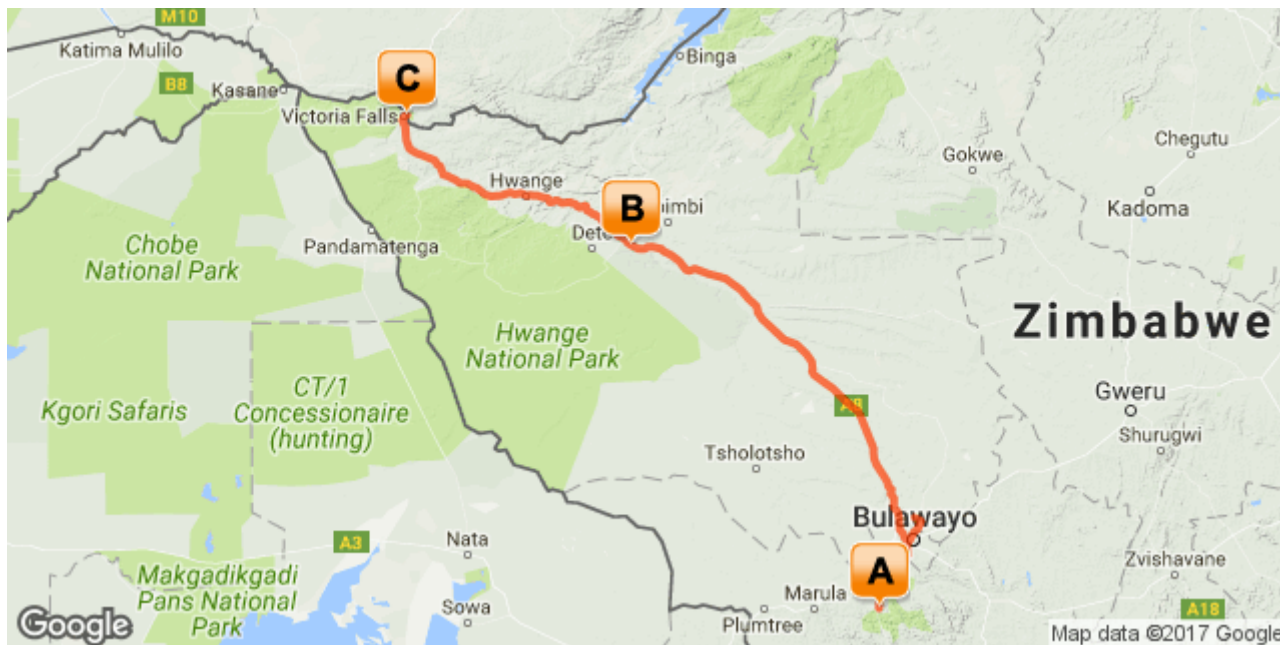 M10
Katima Mulilo
Binga
C
B8
Kasane
Victoria Falls
Chegutu
Gokwe
Hwange
B
Kadoma
Pandamatenga
Chobe
National Park
Zimbabwe
Hwange
National Park
CT/1
Concessionaire
(hunting)
Kgori Safaris
A8
Gweru
Shurugwi
Tsholotsho
Bulawayo
A3
Nata
A
Zvishavane
Makgadikgadi
Pans National
Park
Sowa
Marula
Plumtree
A18
Google
Map data ©2017 Google